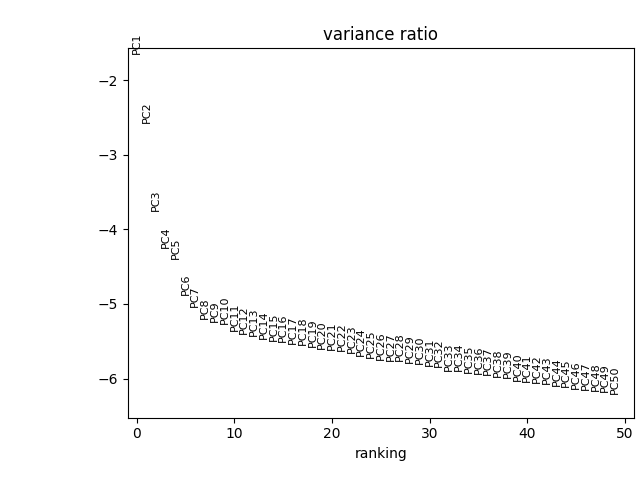 variance ratio
PC1
PC2
PC3
PC4
PC5
PC6
PC7
PC8
PC9
PC10
PC11
PC12
PC13
PC14
PC15
PC16
PC17
PC18
PC19
PC20
PC21
PC22
PC23
PC24
PC25
PC26
PC27
PC28
PC29
PC30
PC31
PC32
PC33
PC34
PC35
PC36
PC37
PC38
PC39
PC40
PC41
PC42
PC43
PC44
PC45
PC46
PC47
PC48
PC49
PC50
−2
−3
−4
−5
−6
0 10 20 30 40 50
ranking